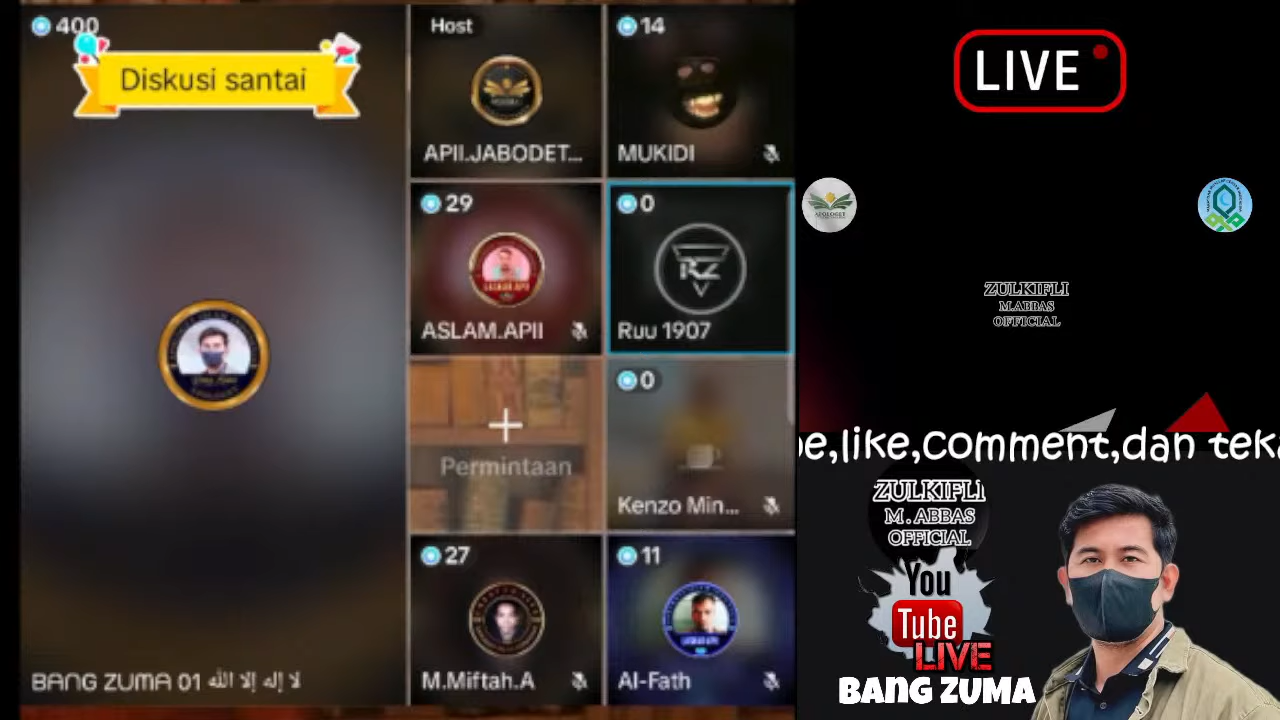 400
Diskusi santai
BANG ZUMA 01 لا إله إلا الله
Host
APII.JABODET...
14
MUKIDI
29
ASLAM.APII
0
RZ
Ruu 1907
+
Permintaan
0
Kenzo Min...
27
M.Miftah.A
11
Al-Fath
LIVE
ZULKIFLI
M.ABBAS
OFFICIAL
e,like,comment,dan tek
ZULKIFLI
M.ABBAS
OFFICIAL
You
Tube
LIVE
BANG ZUMA